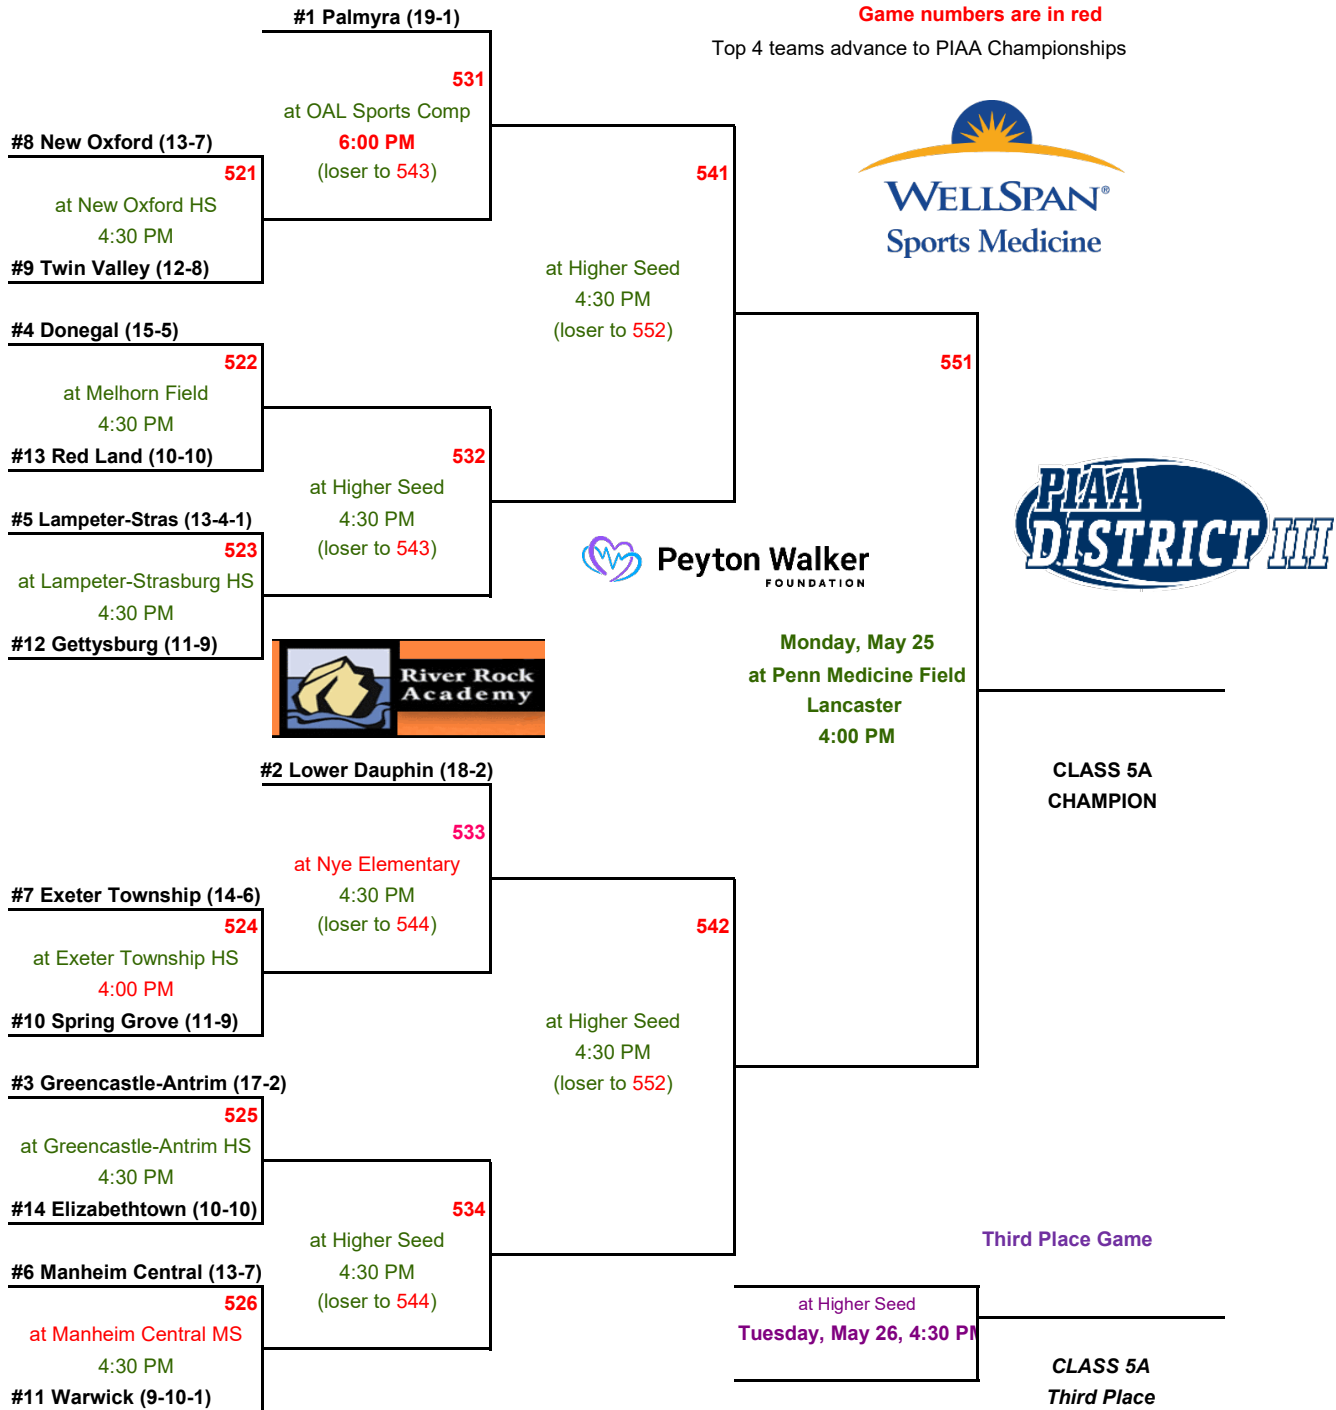 #1 Palmyra (19-1)
Game numbers are in red
Top 4 teams advance to PIAA Championships
531
at OAL Sports Comp
6:00 PM
(loser to 543)
#8 New Oxford (13-7)
521
at New Oxford HS
4:30 PM
#9 Twin Valley (12-8)
541
at Higher Seed
4:30 PM
(loser to 552)
WELLSPAN®
Sports Medicine
#4 Donegal (15-5)
522
at Melhorn Field
4:30 PM
#13 Red Land (10-10)
532
at Higher Seed
4:30 PM
(loser to 543)
#5 Lampeter-Stras (13-4-1)
523
at Lampeter-Strasburg HS
4:30 PM
#12 Gettysburg (11-9)
551
PIAA
DISTRICT III
Peyton Walker
FOUNDATION
River Rock
Academy
Monday, May 25
at Penn Medicine Field
Lancaster
4:00 PM
CLASS 5A
CHAMPION
#2 Lower Dauphin (18-2)
533
at Nye Elementary
4:30 PM
(loser to 544)
#7 Exeter Township (14-6)
524
at Exeter Township HS
4:00 PM
#10 Spring Grove (11-9)
542
at Higher Seed
4:30 PM
(loser to 552)
#3 Greencastle-Antrim (17-2)
525
at Greencastle-Antrim HS
4:30 PM
#14 Elizabethtown (10-10)
534
at Higher Seed
4:30 PM
(loser to 544)
#6 Manheim Central (13-7)
526
at Manheim Central MS
4:30 PM
#11 Warwick (9-10-1)
Third Place Game
at Higher Seed
Tuesday, May 26, 4:30 PM
CLASS 5A
Third Place